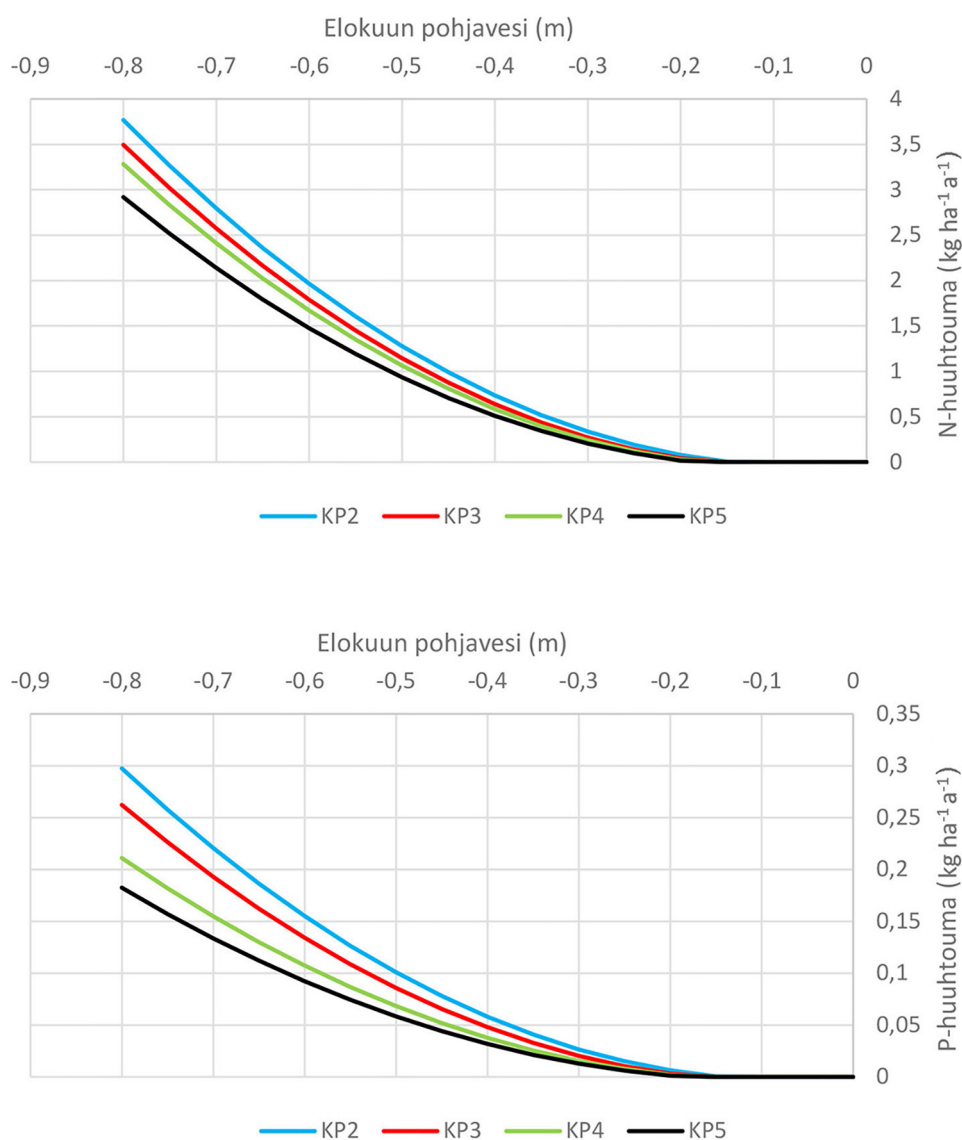 Elokuun pohjavesi (m)
-0,9 -0,8 -0,7 -0,6 -0,5 -0,4 -0,3 -0,2 -0,1 0
4
3,5
3
2,5
2
1,5
1
0,5
0
N-huuhtouma (kg ha⁻¹ a⁻¹)
KP2 KP3 KP4 KP5
Elokuun pohjavesi (m)
-0,9 -0,8 -0,7 -0,6 -0,5 -0,4 -0,3 -0,2 -0,1 0
0,35
0,3
0,25
0,2
0,15
0,1
0,05
0
P-huuhtouma (kg ha⁻¹ a⁻¹)
KP2 KP3 KP4 KP5